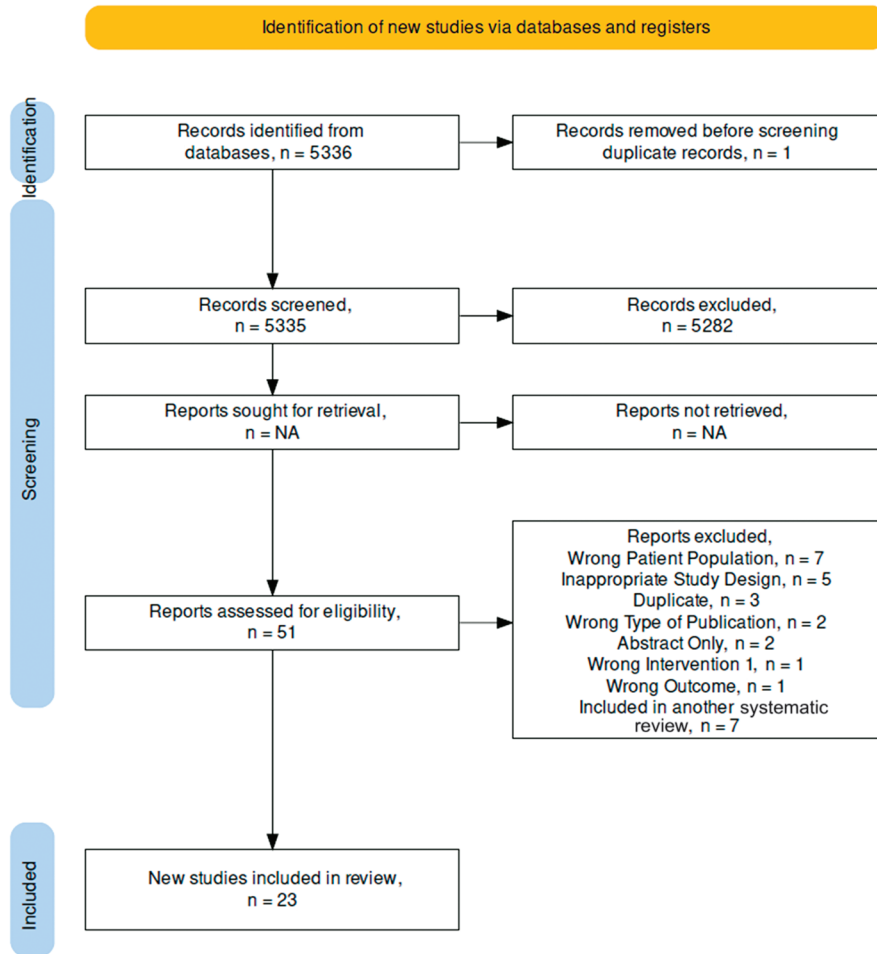 Identification of new studies via databases and registers
Identification
Records identified from
databases, n = 5336
Records removed before screening
duplicate records, n = 1
Screening
Records screened,
n = 5335
Records excluded,
n = 5282
Reports sought for retrieval,
n = NA
Reports not retrieved,
n = NA
Reports assessed for eligibility,
n = 51
Reports excluded,
Wrong Patient Population, n = 7
Inappropriate Study Design, n = 5
Duplicate, n = 3
Wrong Type of Publication, n = 2
Abstract Only, n = 2
Wrong Intervention 1, n = 1
Wrong Outcome, n = 1
Included in another systematic
review, n = 7
Included
New studies included in review,
n = 23